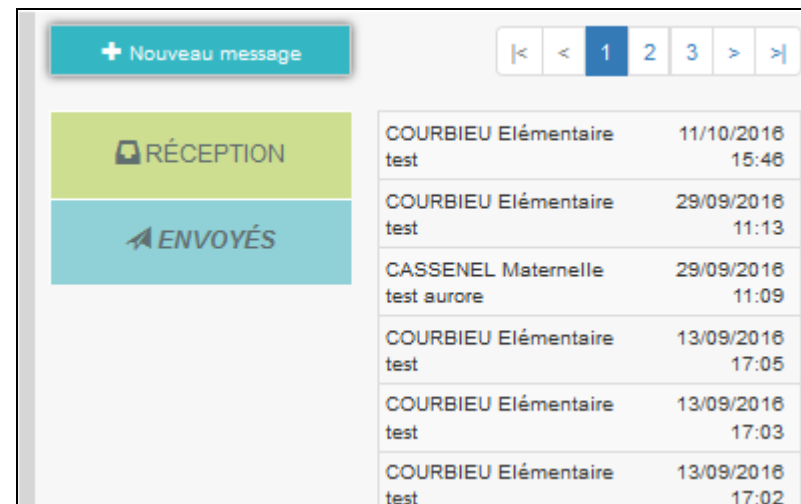 Nouveau message
|< < 1 2 3 > >|
RÉCEPTION
ENVOYÉS
COURBIEU Elémentaire 11/10/2016
test 15:46
COURBIEU Elémentaire 29/09/2016
test 11:13
CASSENEL Maternelle 29/09/2016
test aurore 11:09
COURBIEU Elémentaire 13/09/2016
test 17:05
COURBIEU Elémentaire 13/09/2016
test 17:03
COURBIEU Elémentaire 13/09/2016
test 17:02